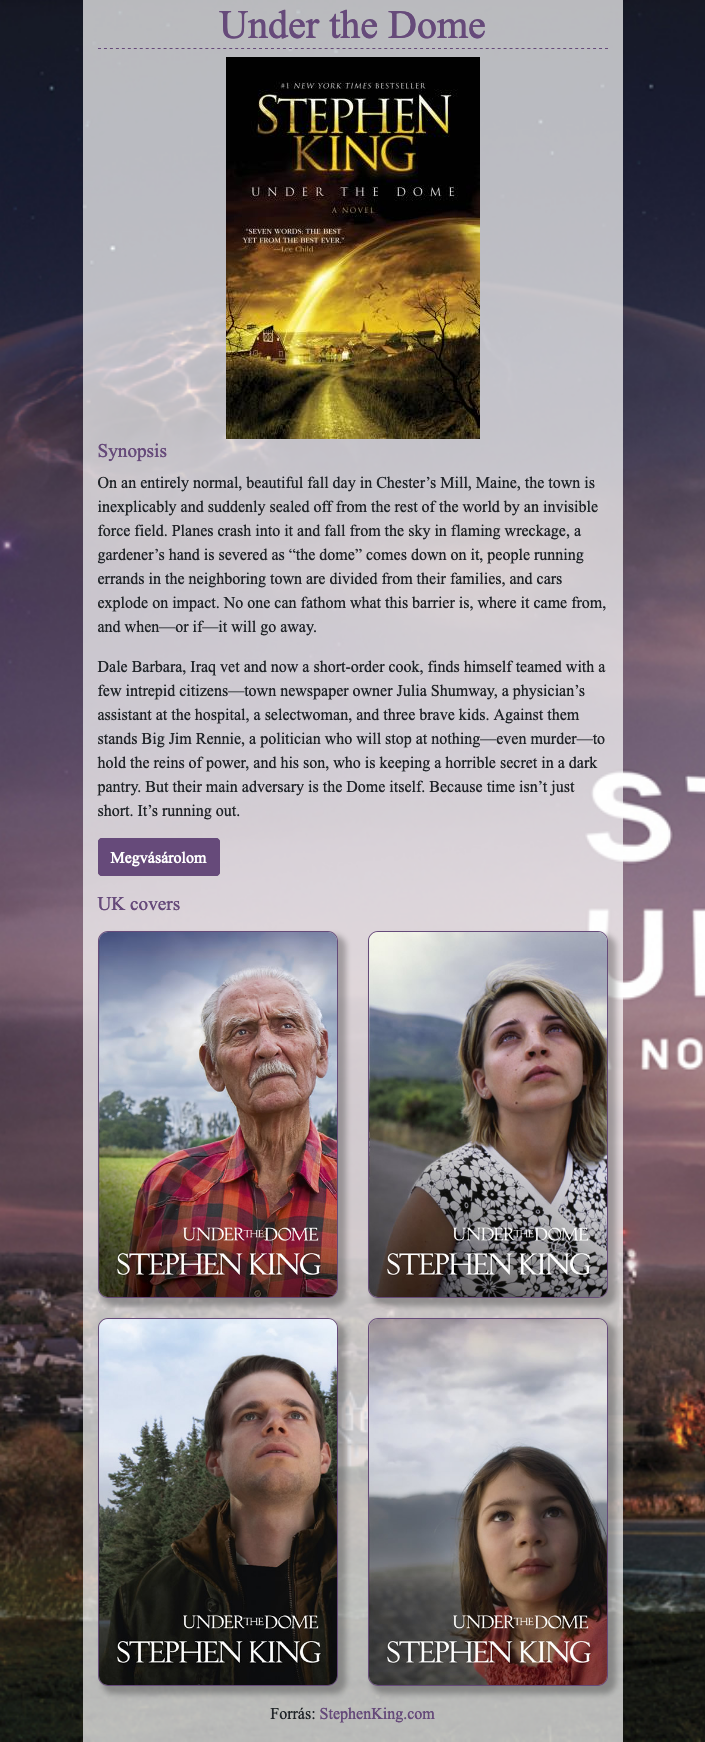 Under the Dome
#1 NEW YORK TIMES BESTSELLER
STEPHEN
KING
UNDER THE DOME
A NOVEL
"SEVEN WORDS: THE BEST
YET FROM THE BEST EVER."
—Lee Child
Synopsis
On an entirely normal, beautiful fall day in Chester’s Mill, Maine, the town is
inexplicably and suddenly sealed off from the rest of the world by an invisible
force field. Planes crash into it and fall from the sky in flaming wreckage, a
gardener’s hand is severed as “the dome” comes down on it, people running
errands in the neighboring town are divided from their families, and cars
explode on impact. No one can fathom what this barrier is, where it came from,
and when—or if—it will go away.
Dale Barbara, Iraq vet and now a short-order cook, finds himself teamed with a
few intrepid citizens—town newspaper owner Julia Shumway, a physician’s
assistant at the hospital, a selectwoman, and three brave kids. Against them
stands Big Jim Rennie, a politician who will stop at nothing—even murder—to
hold the reins of power, and his son, who is keeping a horrible secret in a dark
pantry. But their main adversary is the Dome itself. Because time isn’t just
short. It’s running out.
ST
Megvásárolom
UK covers
NO
UNDER THE DOME
STEPHEN KING
UNDER THE DOME
STEPHEN KING
UNDER THE DOME
STEPHEN KING
UNDER THE DOME
STEPHEN KING
Forrás: StephenKing.com